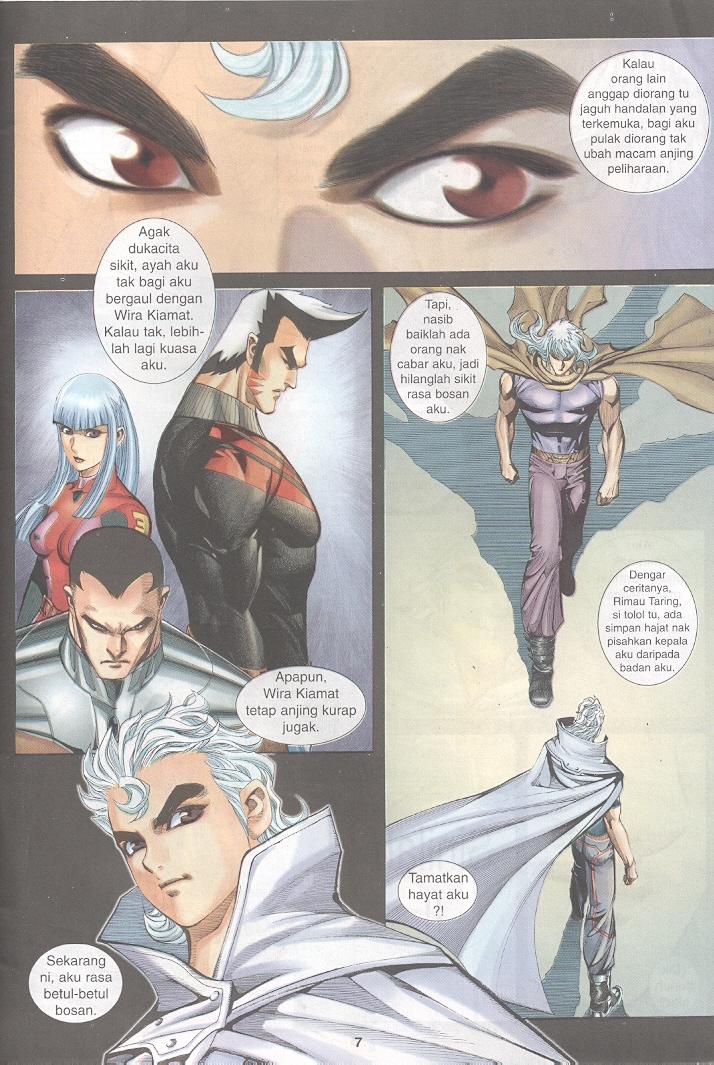 Kalau
orang lain
anggap diorang tu
jaguh handalan yang
terkemuka, bagi aku
pulak diorang tak
ubah macam anjing
peliharaan.
Agak
dukacita
sikit, ayah aku
tak bagi aku
bergaul dengan
Wira Kiamat.
Kalau tak, lebih-
lah lagi kuasa
aku.
Apapun,
Wira Kiamat
tetap anjing kurap
jugak.
Sekarang
ni, aku rasa
betul-betul
bosan.
Tapi,
nasib
baiklah ada
orang nak
cabar aku, jadi
hilanglah sikit
rasa bosan
aku.
Dengar
ceritanya,
Rimau Taring,
si tolol tu, ada
simpan hajat nak
pisahkan kepala
aku daripada
badan aku.
Tamatkan
hayat aku
?!
7